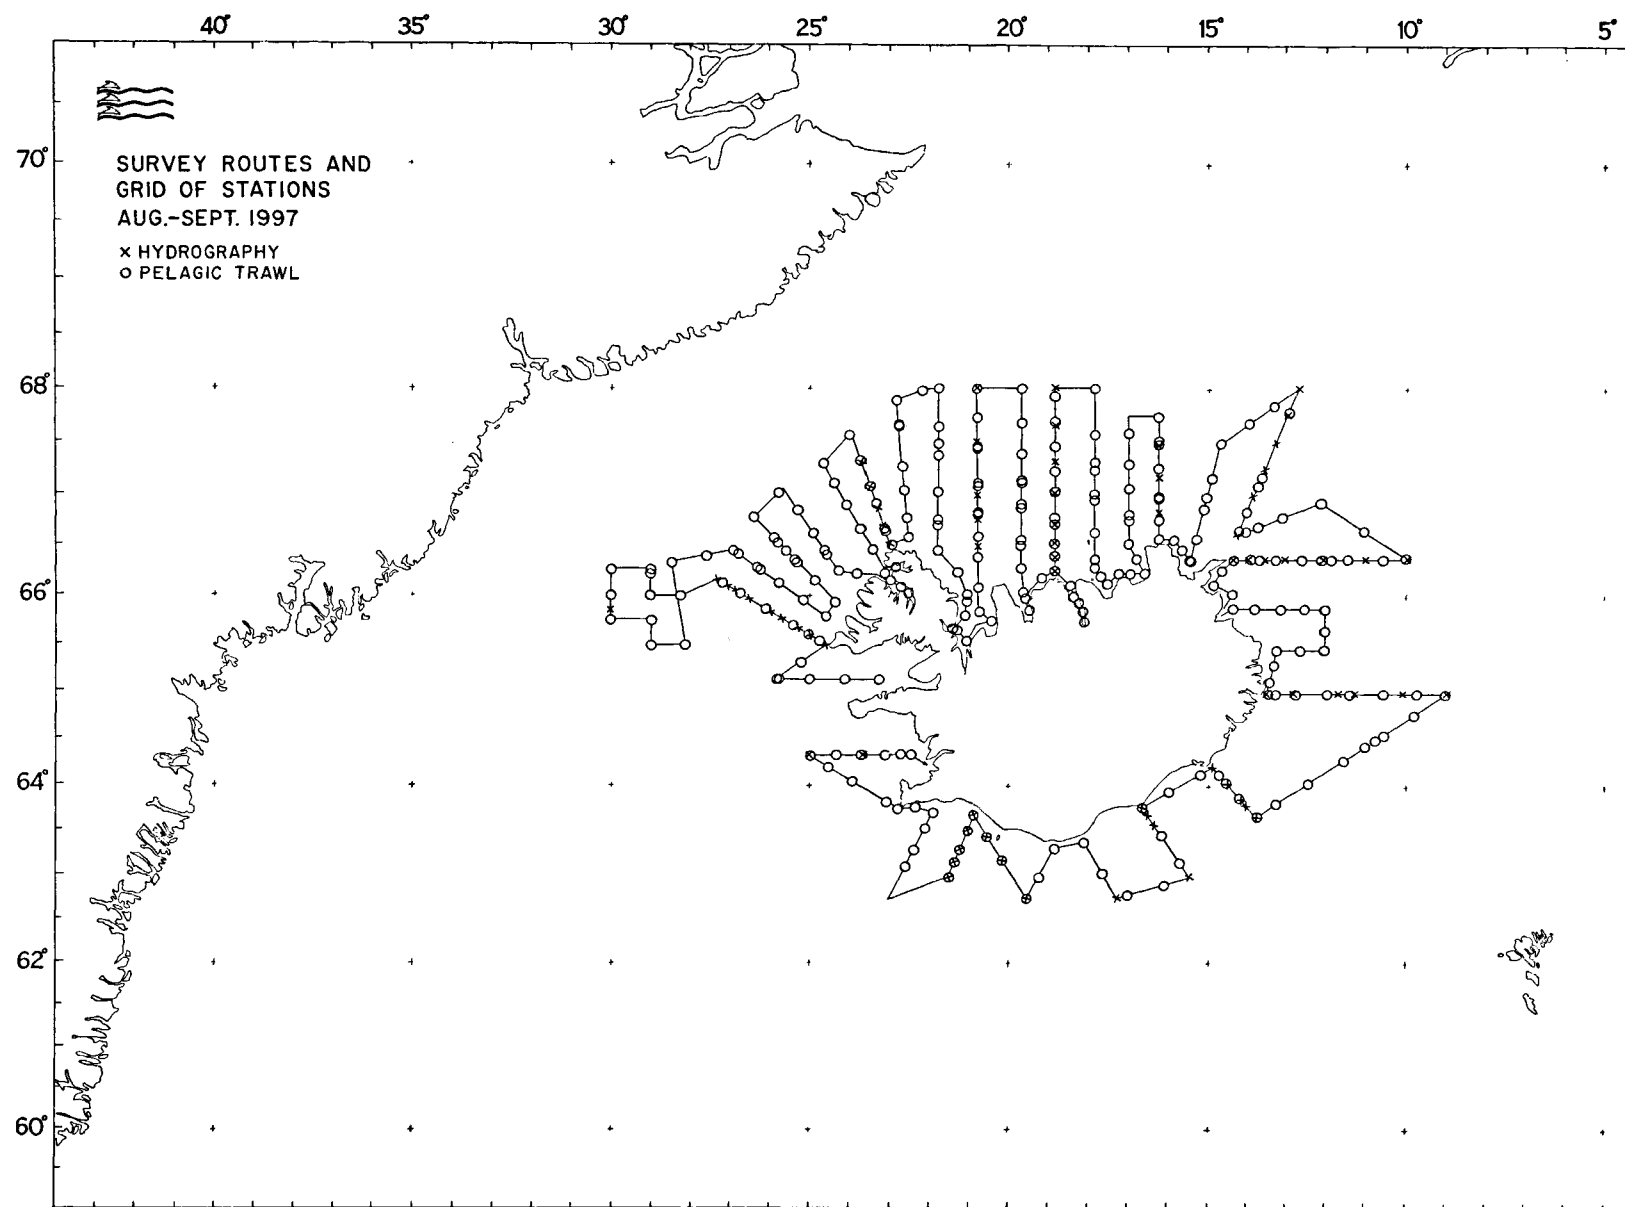 40° 35° 30° 25° 20° 15° 10° 5°
70°
SURVEY ROUTES AND
GRID OF STATIONS
AUG.-SEPT. 1997
× HYDROGRAPHY
○ PELAGIC TRAWL
68°
66°
64°
62°
60°